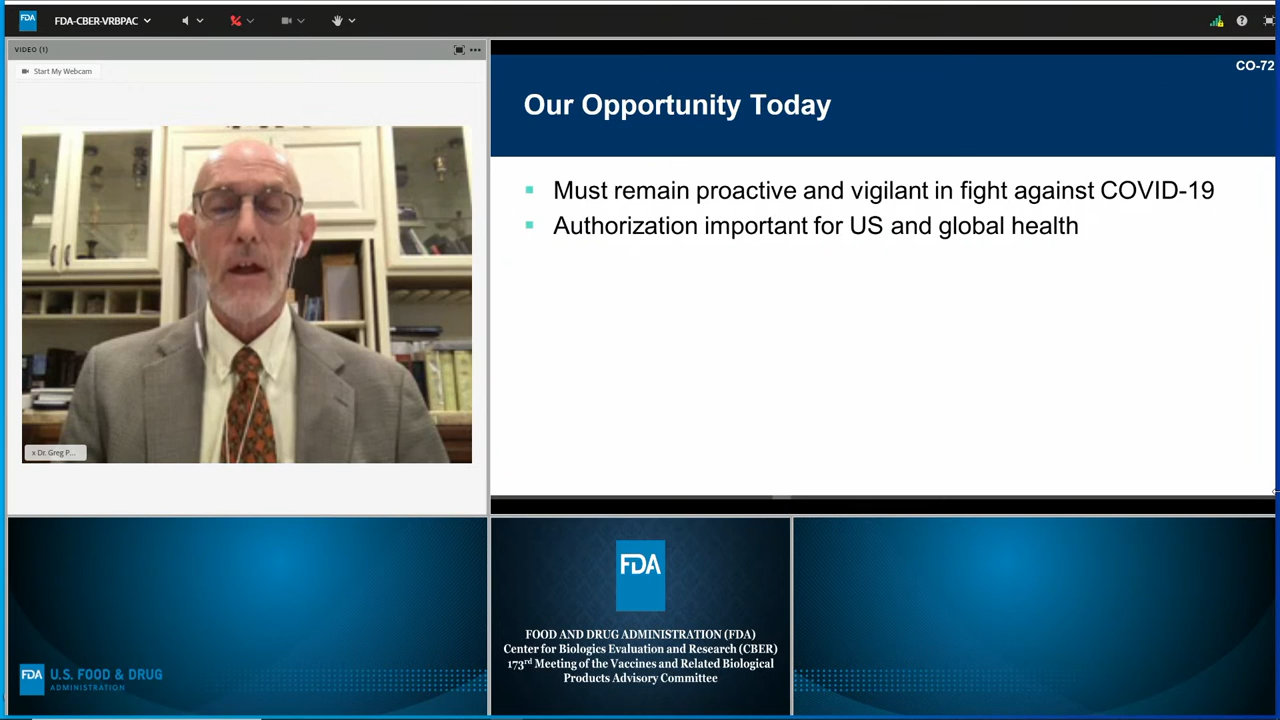 FDA
FDA-CBER-VRBPAC
VIDEO (1)
Start My Webcam
x Dr. Greg P...
CO-72
Our Opportunity Today
Must remain proactive and vigilant in fight against COVID-19
Authorization important for US and global health
FDA
FOOD AND DRUG ADMINISTRATION (FDA)
Center for Biologics Evaluation and Research (CBER)
173rd Meeting of the Vaccines and Related Biological
Products Advisory Committee
FDA
U.S. FOOD & DRUG
ADMINISTRATION